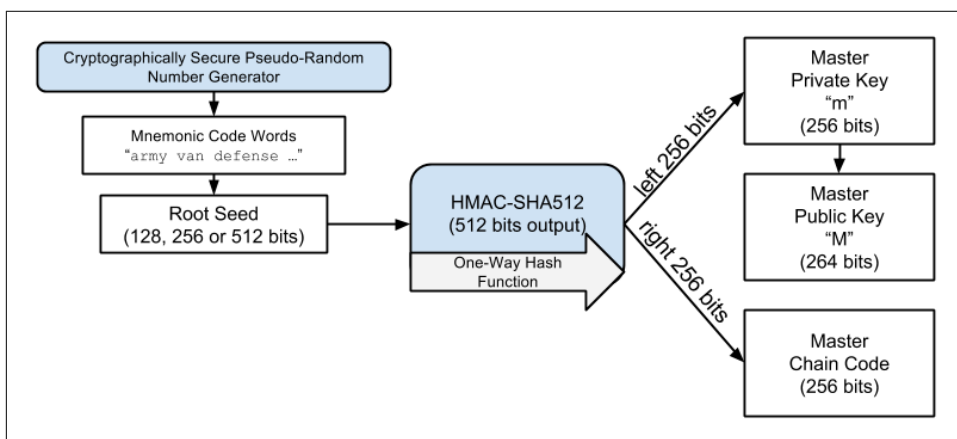 Cryptographically Secure Pseudo-Random
Number Generator
Mnemonic Code Words
“army van defense …”
Root Seed
(128, 256 or 512 bits)
HMAC-SHA512
(512 bits output)
One-Way Hash
Function
left 256 bits
right 256 bits
Master
Private Key
“m”
(256 bits)
Master
Public Key
“M”
(264 bits)
Master
Chain Code
(256 bits)